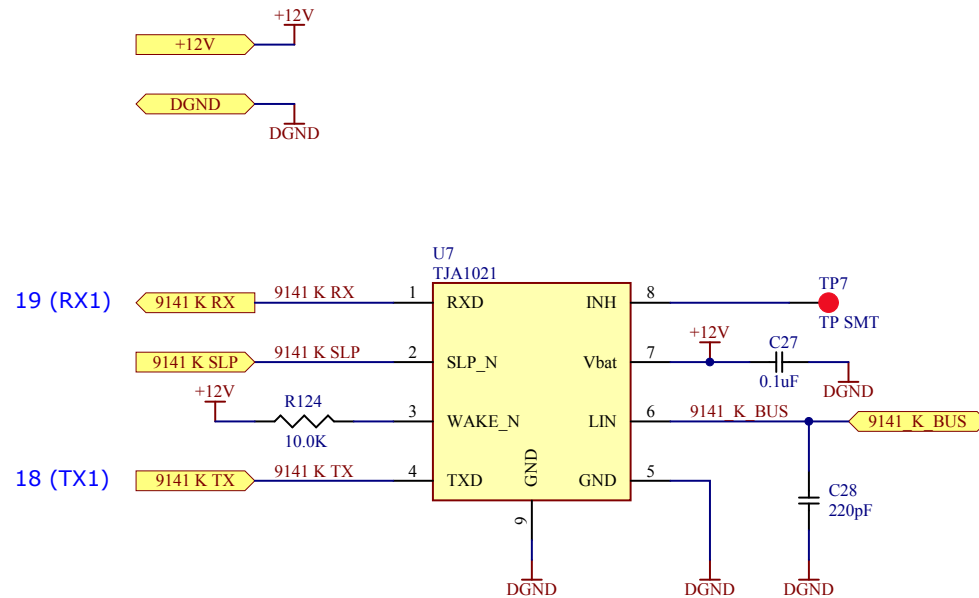 +12V
+12V
DGND
DGND
U7
TJA1021
19 (RX1)
9141 K RX
9141 K RX
1
RXD
INH
8
TP7
TP SMT
9141 K SLP
9141 K SLP
2
SLP_N
Vbat
7
+12V
C27
0.1uF
DGND
+12V
R124
10.0K
3
WAKE_N
LIN
6
9141_K_BUS
9141_K_BUS
18 (TX1)
9141 K TX
9141 K TX
4
TXD
GND
GND
5
9
C28
220pF
DGND
DGND
DGND